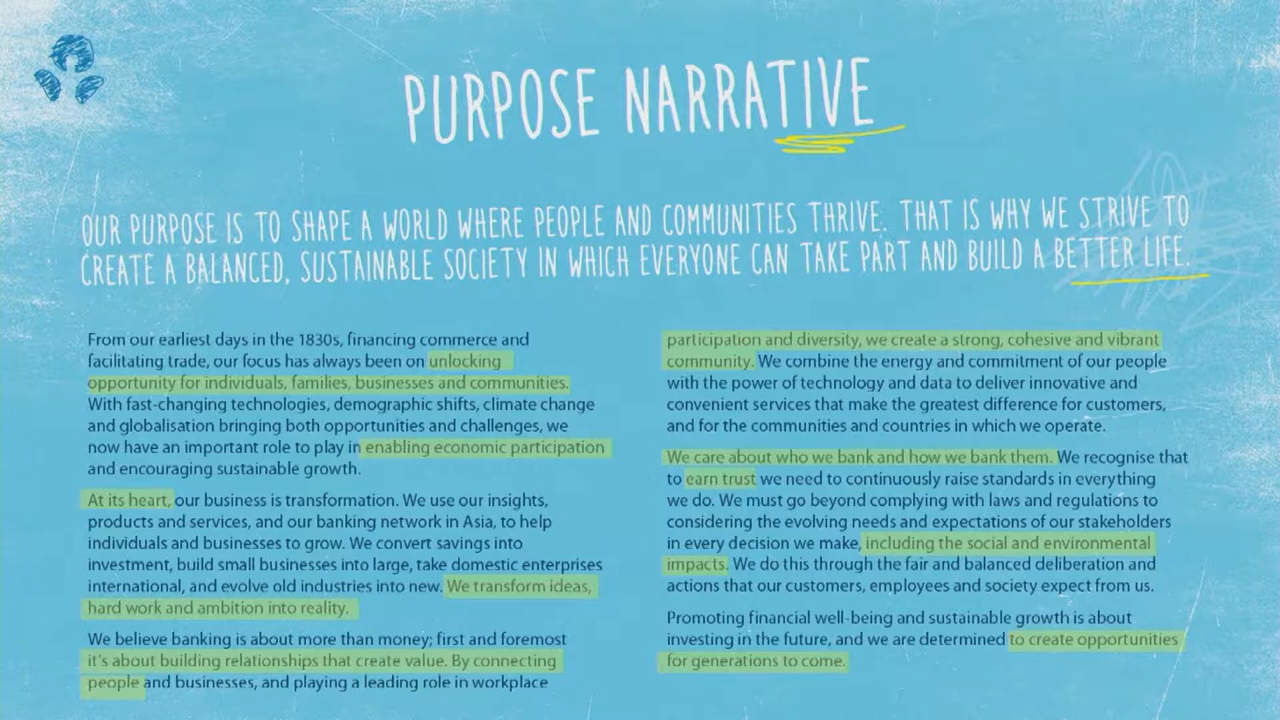 PURPOSE NARRATIVE
OUR PURPOSE IS TO SHAPE A WORLD WHERE PEOPLE AND COMMUNITIES THRIVE. THAT IS WHY WE STRIVE TO
CREATE A BALANCED, SUSTAINABLE SOCIETY IN WHICH EVERYONE CAN TAKE PART AND BUILD A BETTER LIFE.
From our earliest days in the 1830s, financing commerce and
facilitating trade, our focus has always been on unlocking
opportunity for individuals, families, businesses and communities.
With fast-changing technologies, demographic shifts, climate change
and globalisation bringing both opportunities and challenges, we
now have an important role to play in enabling economic participation
and encouraging sustainable growth.
At its heart, our business is transformation. We use our insights,
products and services, and our banking network in Asia, to help
individuals and businesses to grow. We convert savings into
investment, build small businesses into large, take domestic enterprises
international, and evolve old industries into new. We transform ideas,
hard work and ambition into reality.
We believe banking is about more than money; first and foremost
it's about building relationships that create value. By connecting
people and businesses, and playing a leading role in workplace
participation and diversity, we create a strong, cohesive and vibrant
community. We combine the energy and commitment of our people
with the power of technology and data to deliver innovative and
convenient services that make the greatest difference for customers,
and for the communities and countries in which we operate.
We care about who we bank and how we bank them. We recognise that
to earn trust we need to continuously raise standards in everything
we do. We must go beyond complying with laws and regulations to
considering the evolving needs and expectations of our stakeholders
in every decision we make, including the social and environmental
impacts. We do this through the fair and balanced deliberation and
actions that our customers, employees and society expect from us.
Promoting financial well-being and sustainable growth is about
investing in the future, and we are determined to create opportunities
for generations to come.